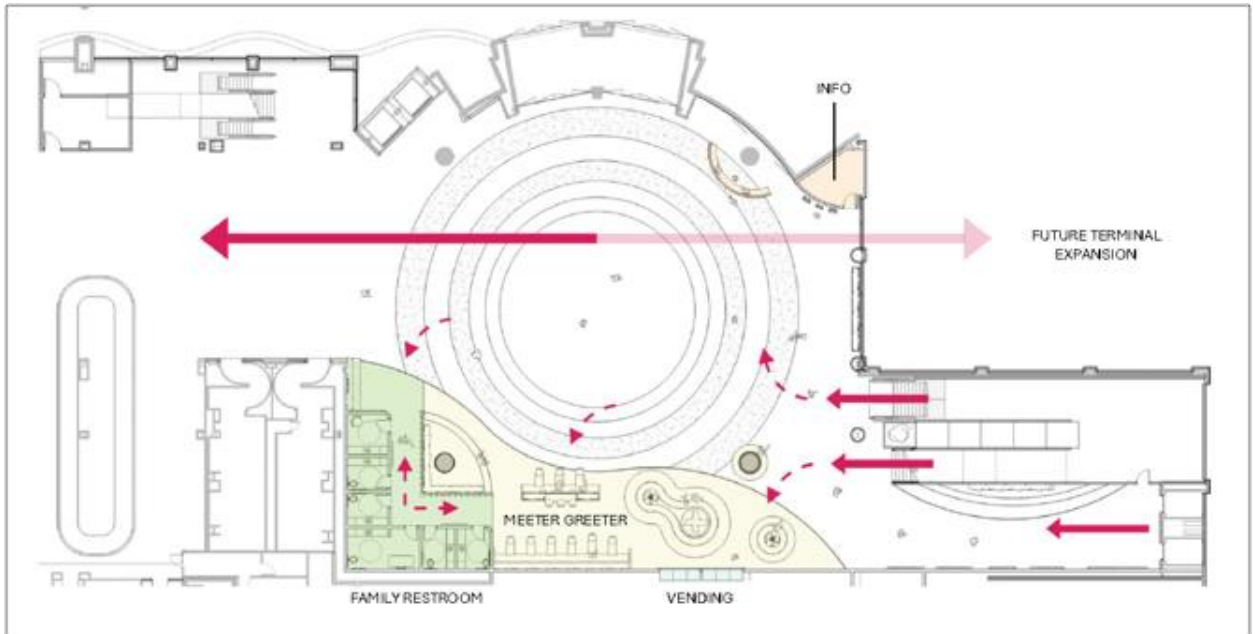 INFO
FUTURE TERMINAL
EXPANSION
MEETER GREETER
FAMILY RESTROOM
VENDING